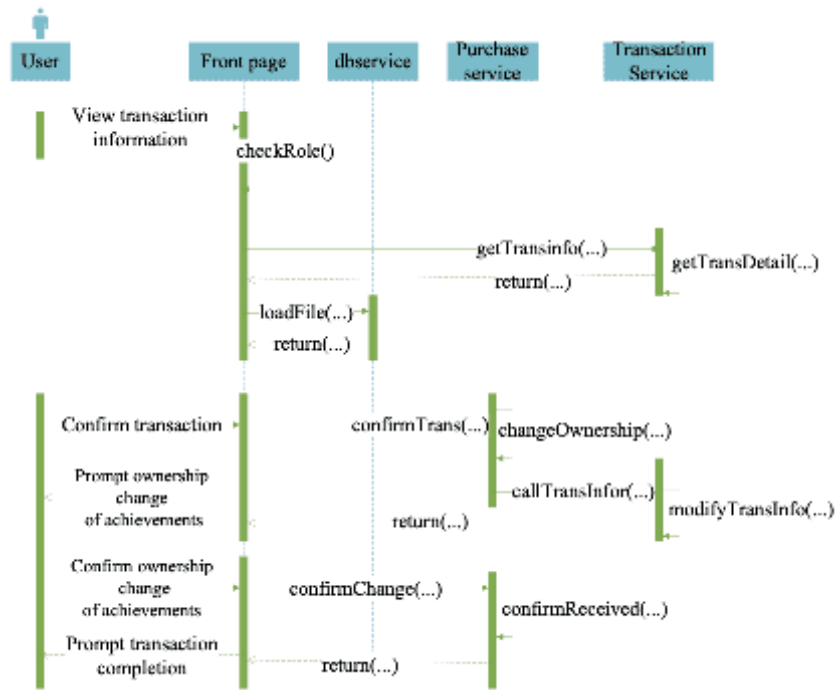 User
Front page
dhservice
Purchase
service
Transaction
Service
View transaction
information
checkRole()
getTransinfo(...)
getTransDetail(...)
return(...)
loadFile(...)
return(...)
Confirm transaction
confirmTrans(...)
changeOwnership(...)
Prompt ownership
change
of achievements
callTransInfor(...)
modifyTransInfo(...)
return(...)
Confirm ownership
change
of achievements
confirmChange(...)
confirmReceived(...)
Prompt transaction
completion
return(...)